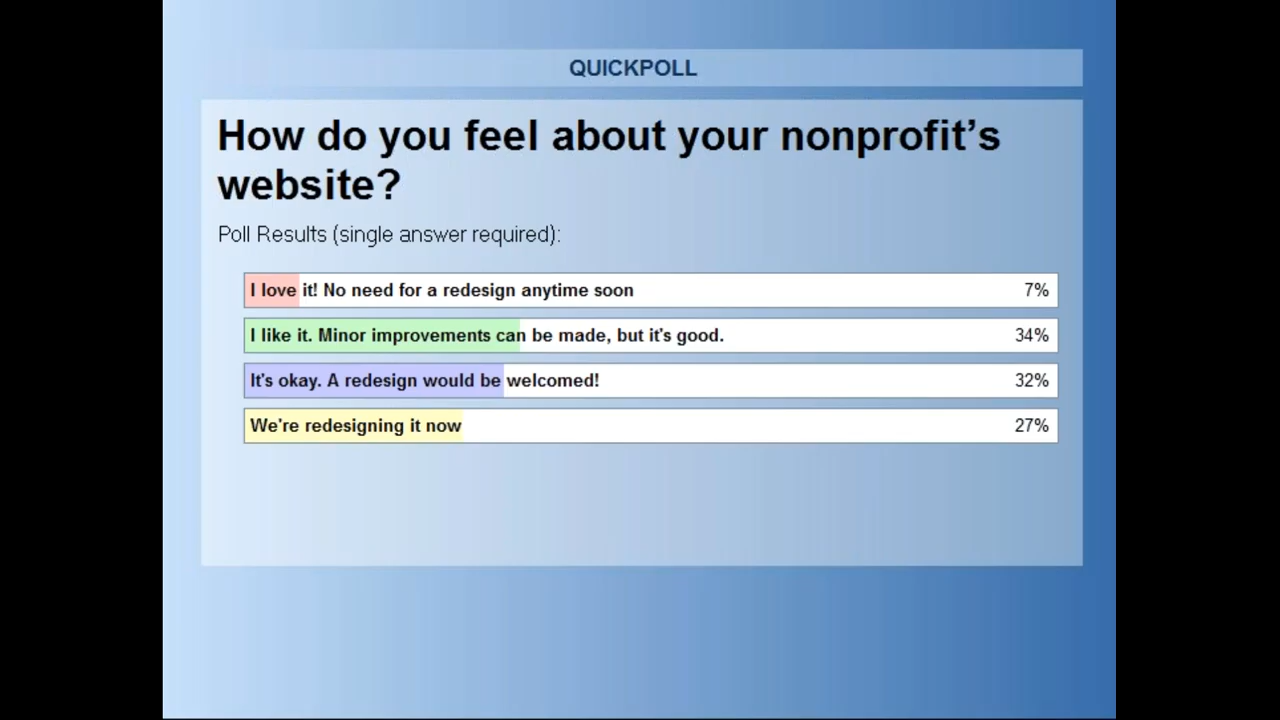 QUICKPOLL
How do you feel about your nonprofit’s
website?
Poll Results (single answer required):
I love it! No need for a redesign anytime soon 7%
I like it. Minor improvements can be made, but it's good. 34%
It's okay. A redesign would be welcomed! 32%
We're redesigning it now 27%